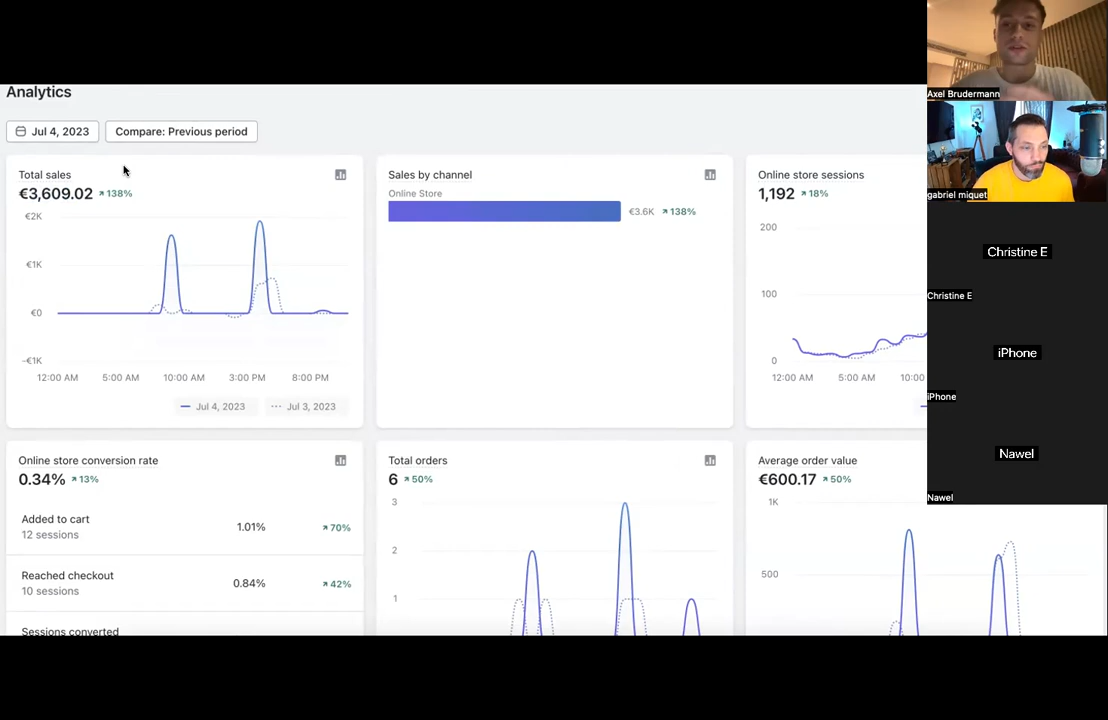 Analytics
Jul 4, 2023
Compare: Previous period
Total sales
€3,609.02 ↗138%
€2K
€1K
€0
-€1K
12:00 AM 5:00 AM 10:00 AM 3:00 PM 8:00 PM
Jul 4, 2023 Jul 3, 2023
Sales by channel
Online Store
€3.6K ↗138%
Online store sessions
1,192 ↗18%
200
100
0
12:00 AM 5:00 AM 10:00
Online store conversion rate
0.34% ↗13%
Added to cart
12 sessions
1.01% ↗70%
Reached checkout
10 sessions
0.84% ↗42%
Sessions converted
Total orders
6 ↗50%
3
2
1
Average order value
€600.17 ↗50%
1K
500
Axel Brudermann
gabriel miquet
Christine E
Christine E
iPhone
iPhone
Nawel
Nawel